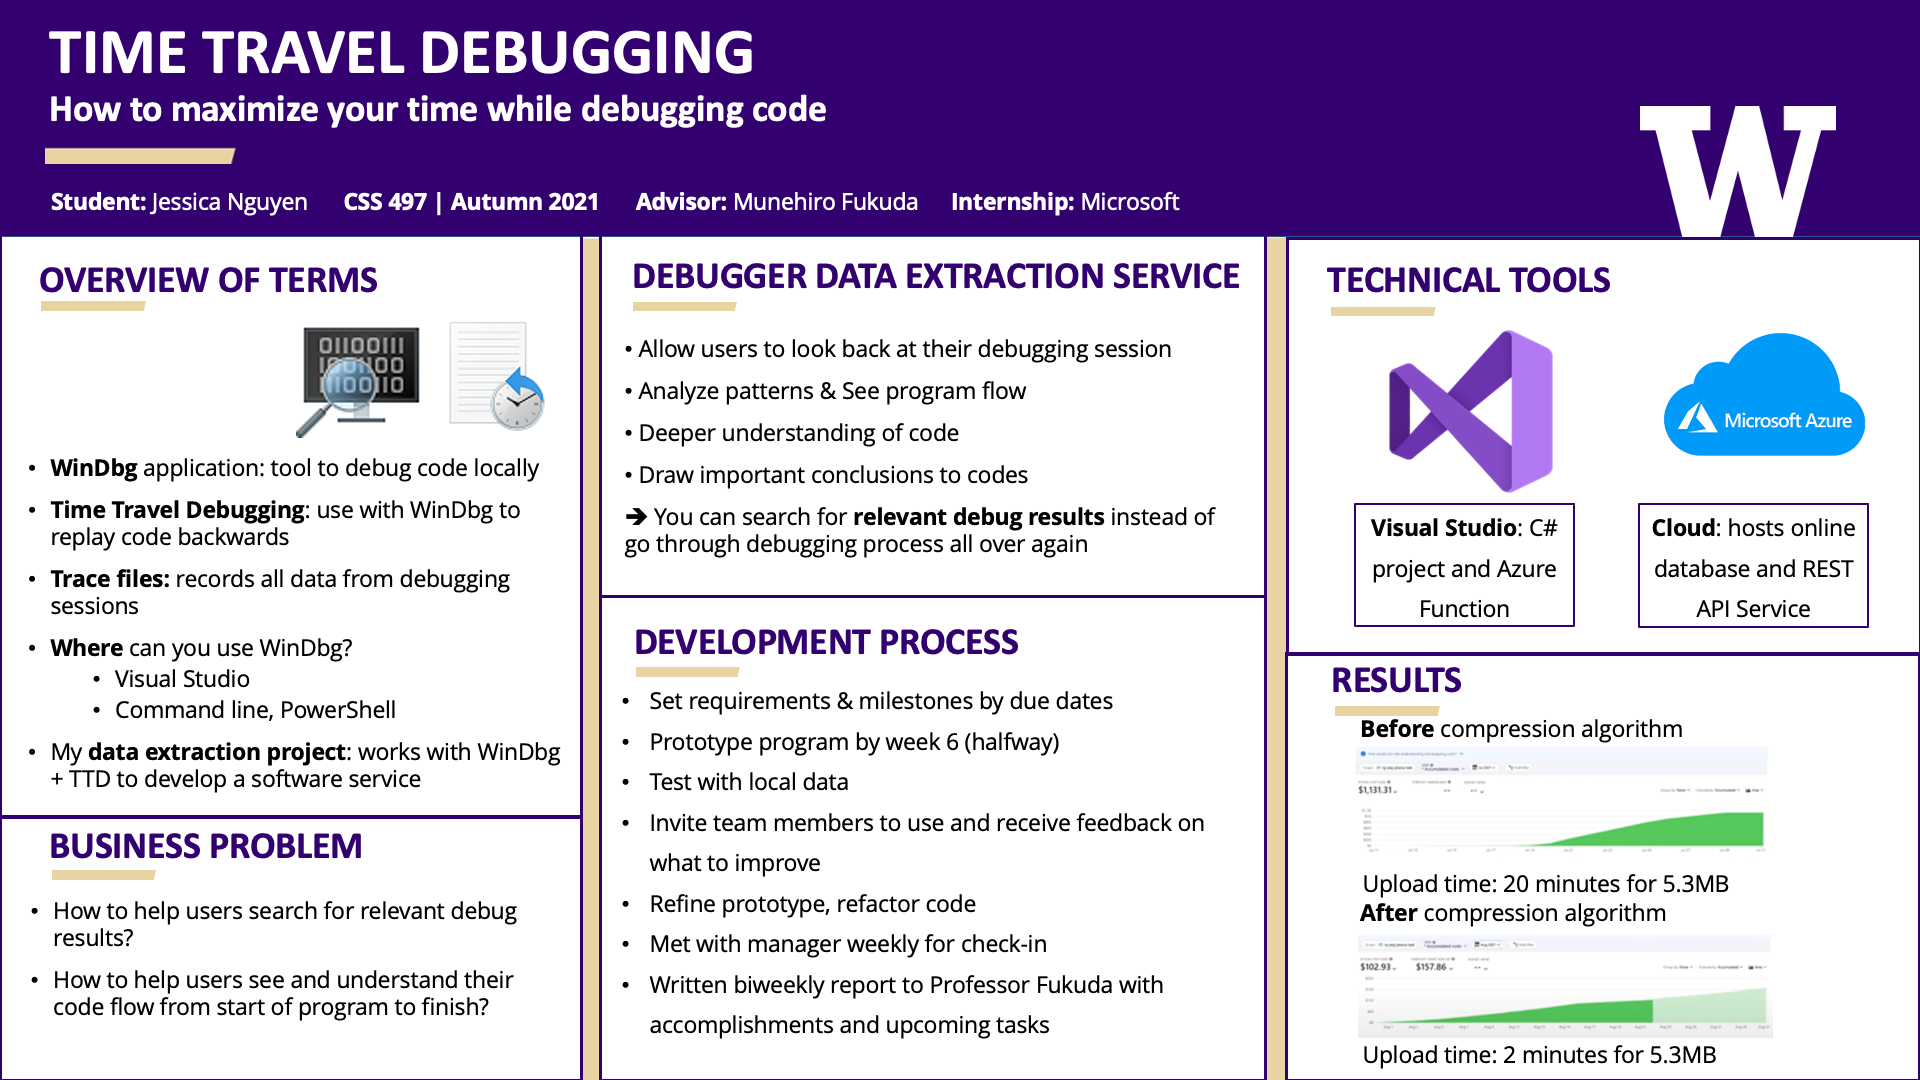 TIME TRAVEL DEBUGGING
How to maximize your time while debugging code
Student: Jessica Nguyen CSS 497 | Autumn 2021 Advisor: Munehiro Fukuda Internship: Microsoft
W
OVERVIEW OF TERMS
• WinDbg application: tool to debug code locally
• Time Travel Debugging: use with WinDbg to
replay code backwards
• Trace files: records all data from debugging
sessions
• Where can you use WinDbg?
• Visual Studio
• Command line, PowerShell
• My data extraction project: works with WinDbg
+ TTD to develop a software service
BUSINESS PROBLEM
• How to help users search for relevant debug
results?
• How to help users see and understand their
code flow from start of program to finish?
DEBUGGER DATA EXTRACTION SERVICE
• Allow users to look back at their debugging session
• Analyze patterns & See program flow
• Deeper understanding of code
• Draw important conclusions to codes
➔ You can search for relevant debug results instead of
go through debugging process all over again
DEVELOPMENT PROCESS
• Set requirements & milestones by due dates
• Prototype program by week 6 (halfway)
• Test with local data
• Invite team members to use and receive feedback on
what to improve
• Refine prototype, refactor code
• Met with manager weekly for check-in
• Written biweekly report to Professor Fukuda with
accomplishments and upcoming tasks
TECHNICAL TOOLS
Microsoft Azure
Visual Studio: C#
project and Azure
Function
Cloud: hosts online
database and REST
API Service
RESULTS
Before compression algorithm
$1,131.31
Upload time: 20 minutes for 5.3MB
After compression algorithm
$102.93 $157.86
Upload time: 2 minutes for 5.3MB